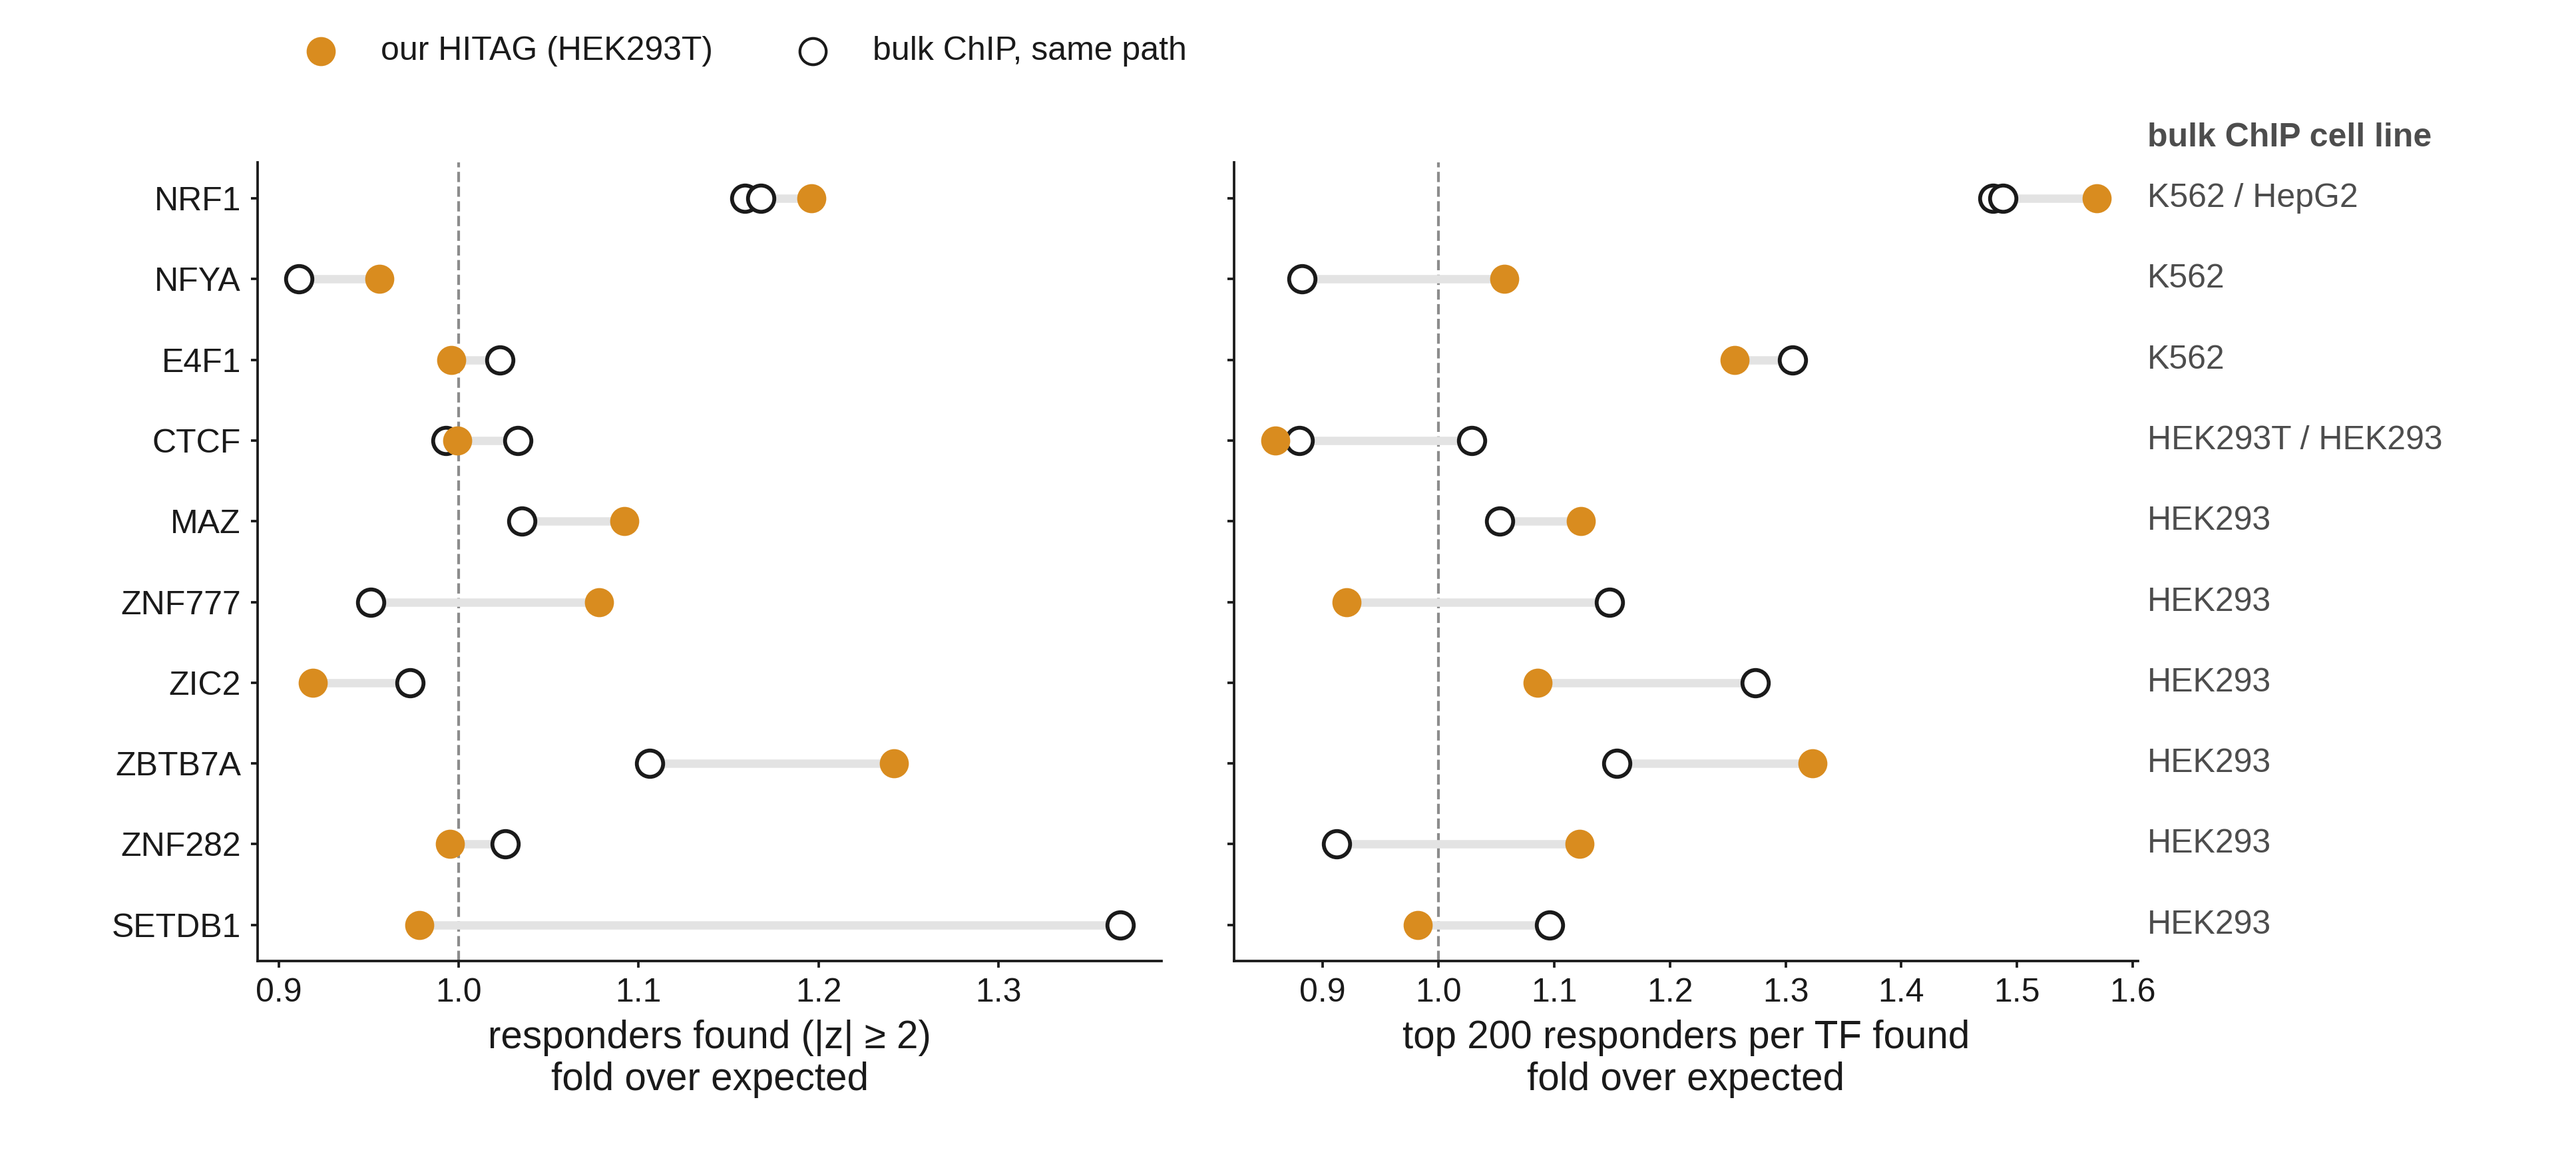 our HITAG (HEK293T)
bulk ChIP, same path
bulk ChIP cell line
NRF1
K562 / HepG2
NFYA
K562
E4F1
K562
CTCF
HEK293T / HEK293
MAZ
HEK293
ZNF777
HEK293
ZIC2
HEK293
ZBTB7A
HEK293
ZNF282
HEK293
SETDB1
HEK293
0.9 1.0 1.1 1.2 1.3
responders found (|z| ≥ 2)
fold over expected
0.9 1.0 1.1 1.2 1.3 1.4 1.5 1.6
top 200 responders per TF found
fold over expected